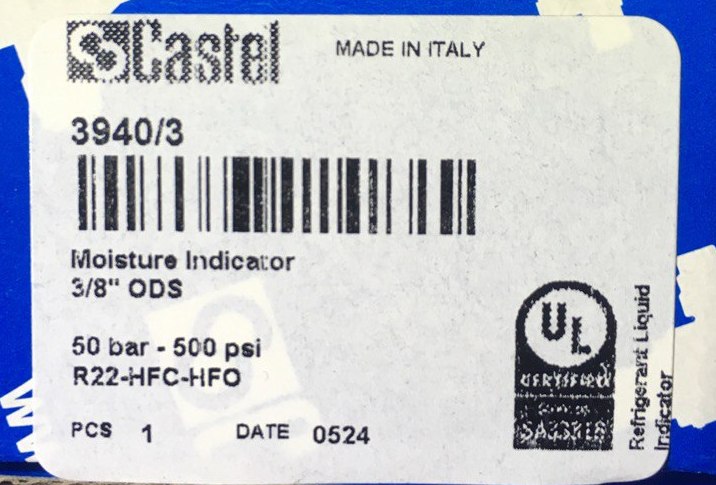 Castel
MADE IN ITALY
3940/3
Moisture Indicator
3/8" ODS
50 bar - 500 psi
R22-HFC-HFO
PCS 1 DATE 0524
UL
CERTIFIED
Refrigerant Liquid
Indicator